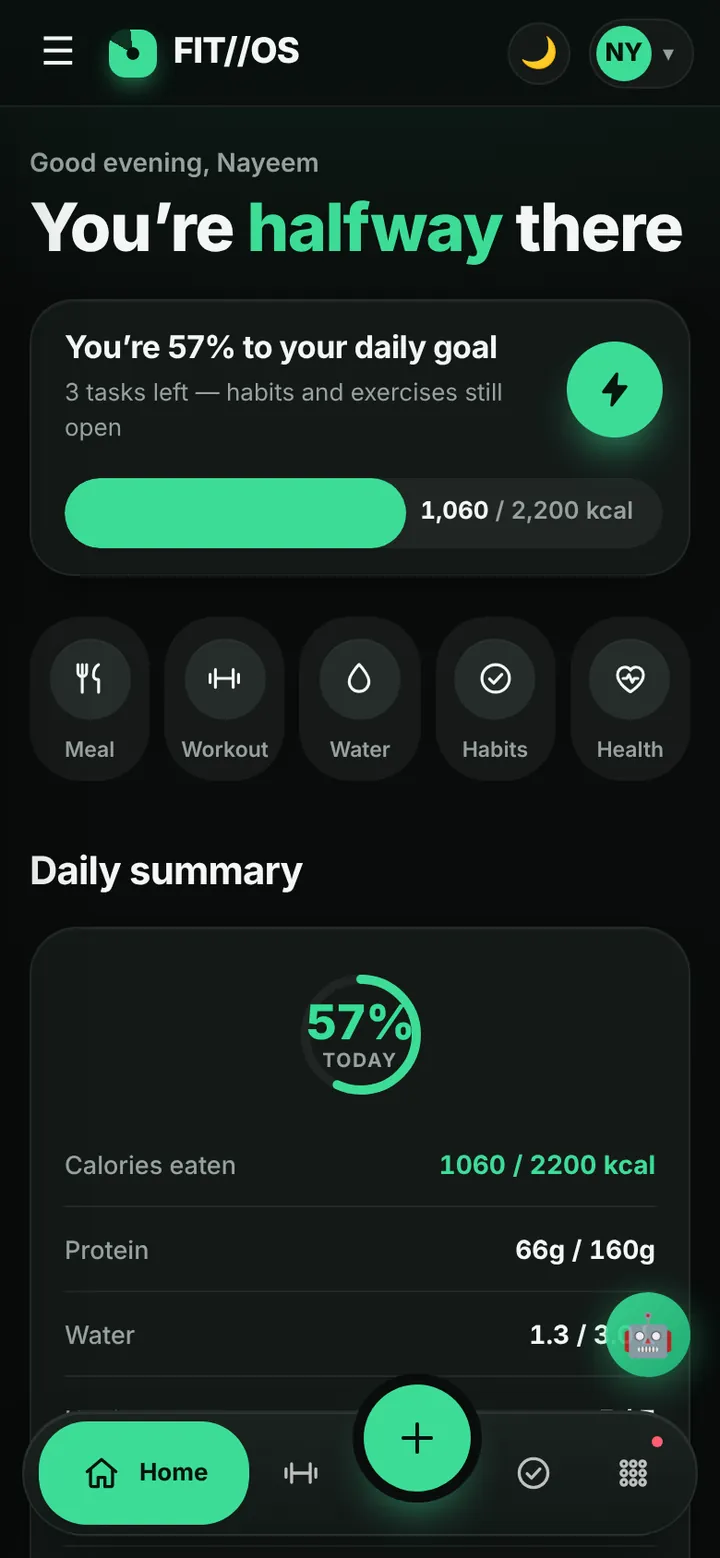 FIT//OS
NY
Good evening, Nayeem
You’re halfway there
You’re 57% to your daily goal
3 tasks left — habits and exercises still
open
1,060 / 2,200 kcal
Meal
Workout
Water
Habits
Health
Daily summary
57%
TODAY
Calories eaten
1060 / 2200 kcal
Protein
66g / 160g
Water
1.3 / 3.0
Home